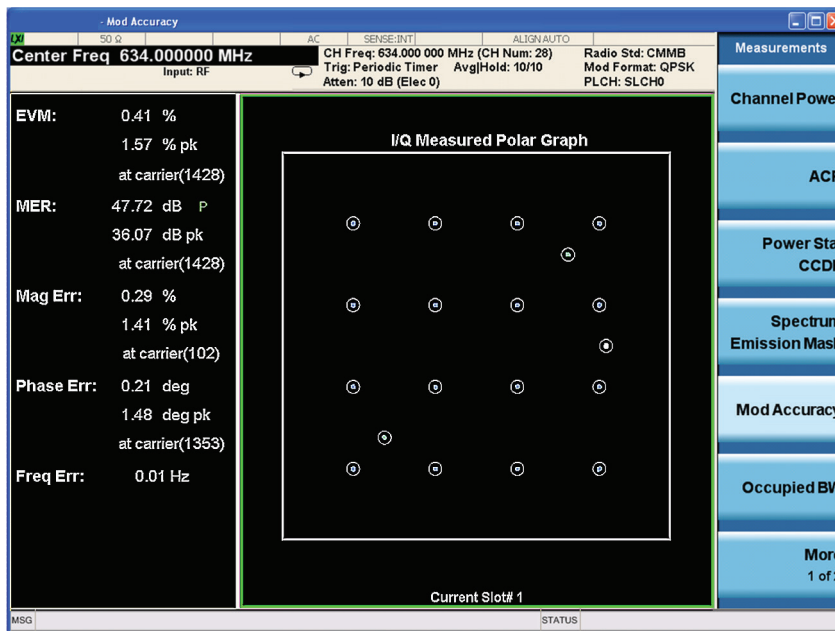 - Mod Accuracy
LXI
50 Ω
AC
SENSE:INT
ALIGN AUTO
Center Freq 634.000000 MHz
Input: RF
CH Freq: 634.000 000 MHz (CH Num: 28)
Trig: Periodic Timer Avg|Hold: 10/10
Atten: 10 dB (Elec 0)
Radio Std: CMMB
Mod Format: QPSK
PLCH: SLCH0
EVM: 0.41 %
1.57 % pk
at carrier(1428)
MER: 47.72 dB P
36.07 dB pk
at carrier(1428)
Mag Err: 0.29 %
1.41 % pk
at carrier(102)
Phase Err: 0.21 deg
1.48 deg pk
at carrier(1353)
Freq Err: 0.01 Hz
I/Q Measured Polar Graph
Current Slot# 1
Measurements
Channel Powe
ACP
Power Sta
CCD
Spectrum
Emission Mas
Mod Accuracy
Occupied BW
More
1 of
MSG
STATUS